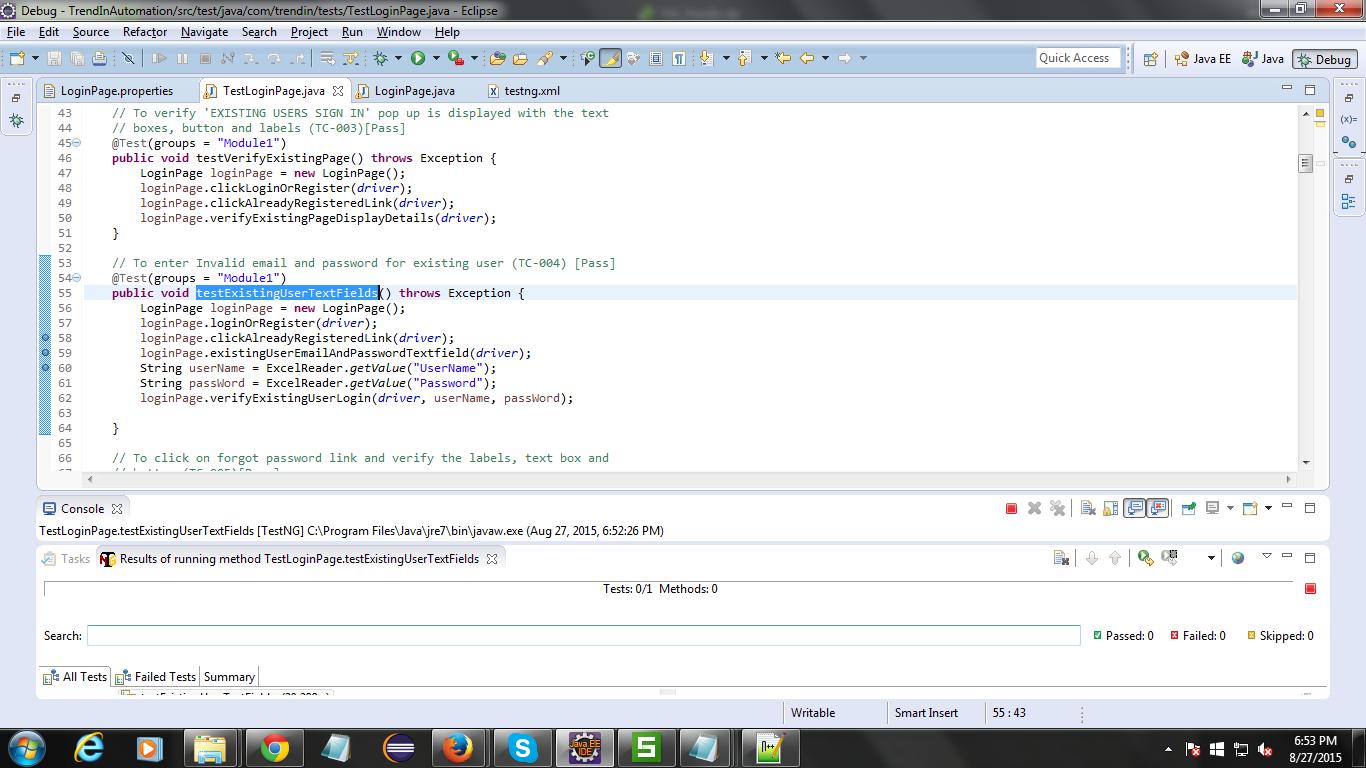 Debug - TrendInAutomation/src/test/java/com/trendin/tests/TestLoginPage.java - Eclipse
File Edit Source Refactor Navigate Search Project Run Window Help
Quick Access Java EE Java Debug
LoginPage.properties TestLoginPage.java LoginPage.java testng.xml
43 // To verify 'EXISTING USERS SIGN IN' pop up is displayed with the text
44 // boxes, button and labels (TC-003)[Pass]
45 @Test(groups = "Module1")
46 public void testVerifyExistingPage() throws Exception {
47 LoginPage loginPage = new LoginPage();
48 loginPage.clickLoginOrRegister(driver);
49 loginPage.clickAlreadyRegisteredLink(driver);
50 loginPage.verifyExistingPageDisplayDetails(driver);
51 }
52
53 // To enter Invalid email and password for existing user (TC-004) [Pass]
54 @Test(groups = "Module1")
55 public void testExistingUserTextFields() throws Exception {
56 LoginPage loginPage = new LoginPage();
57 loginPage.loginOrRegister(driver);
58 loginPage.clickAlreadyRegisteredLink(driver);
59 loginPage.existingUserEmailAndPasswordTextfield(driver);
60 String userName = ExcelReader.getValue("UserName");
61 String passWord = ExcelReader.getValue("Password");
62 loginPage.verifyExistingUserLogin(driver, userName, passWord);
63
64 }
65
66 // To click on forgot password link and verify the labels, text box and
Console
TestLoginPage.testExistingUserTextFields [TestNG] C:\Program Files\Java\jre7\bin\javaw.exe (Aug 27, 2015, 6:52:26 PM)
Tasks Results of running method TestLoginPage.testExistingUserTextFields
Tests: 0/1 Methods: 0
Search: Passed: 0 Failed: 0 Skipped: 0
All Tests Failed Tests Summary
Writable Smart Insert 55 : 43
6:53 PM
8/27/2015